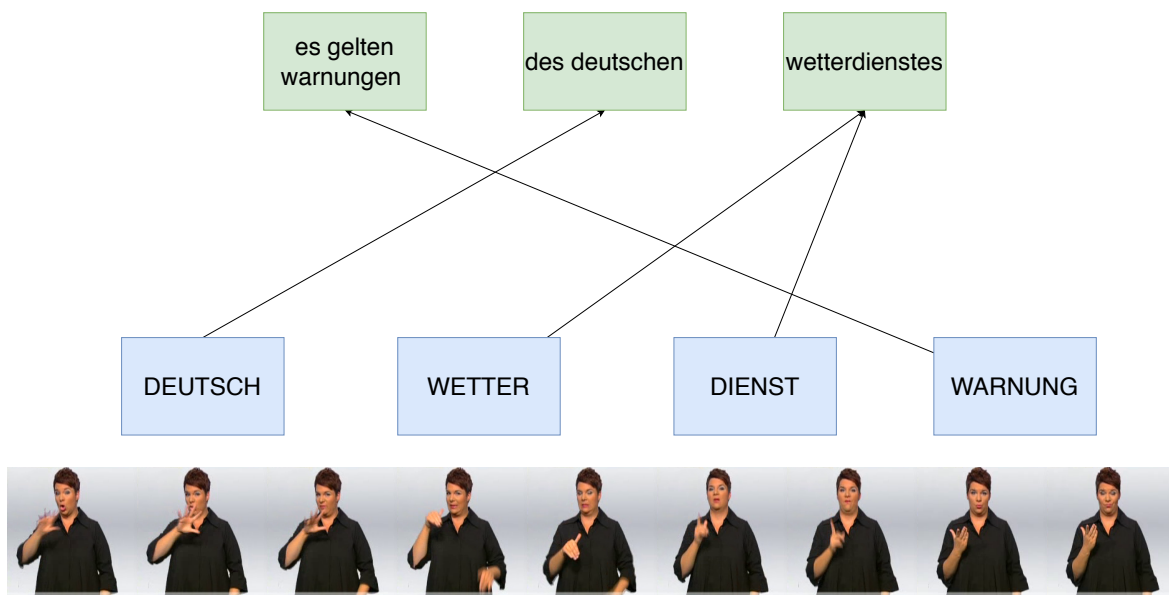 es gelten
warnungen
des deutschen
wetterdienstes
DEUTSCH
WETTER
DIENST
WARNUNG